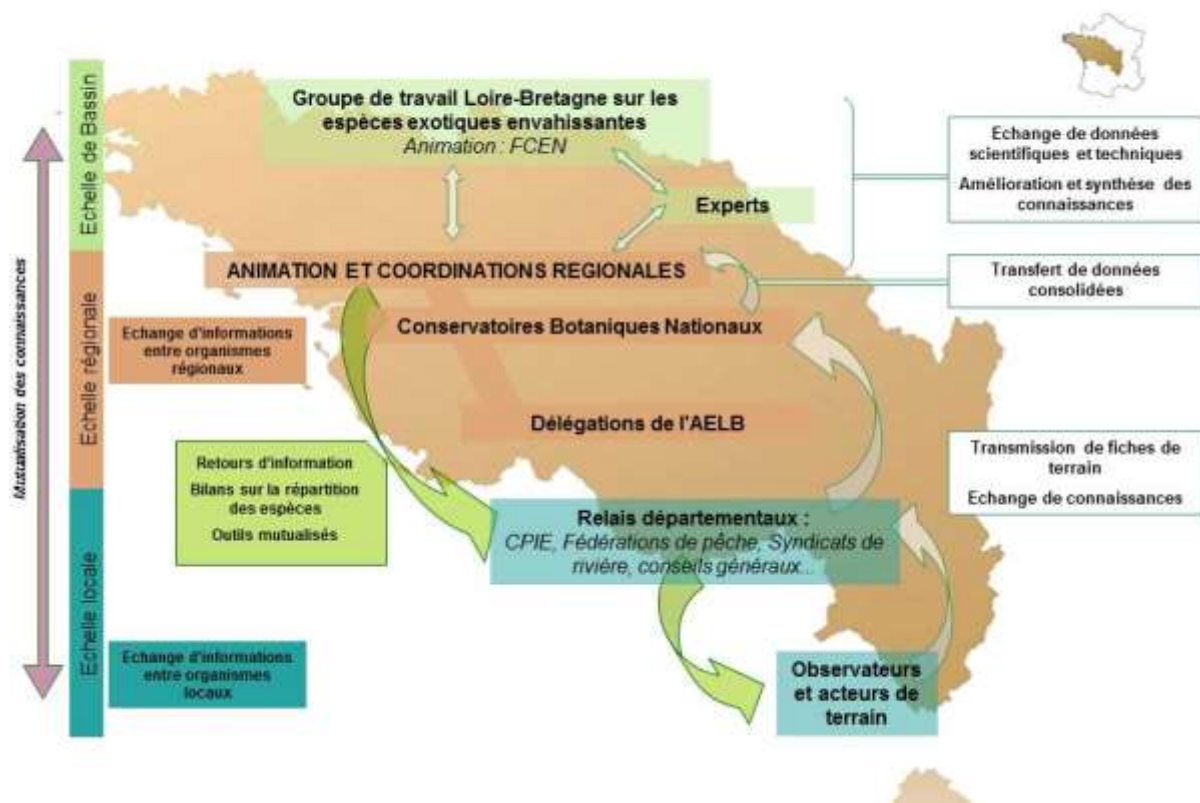 Mutualisation des connaissances
Echelle de Bassin
Echelle régionale
Echelle locale
Groupe de travail Loire-Bretagne sur les
espèces exotiques envahissantes
Animation : FCEN
Experts
ANIMATION ET COORDINATIONS REGIONALES
Conservatoires Botaniques Nationaux
Délégations de l'AELB
Echange d'informations
entre organismes
régionaux
Retours d'information
Bilans sur la répartition
des espèces
Outils mutualisés
Relais départementaux :
CPIE, Fédérations de pêche, Syndicats de
rivière, conseils généraux...
Echange d'informations
entre organismes
locaux
Observateurs
et acteurs de
terrain
Echange de données
scientifiques et techniques
Amélioration et synthèse des
connaissances
Transfert de données
consolidées
Transmission de fiches de
terrain
Echange de connaissances